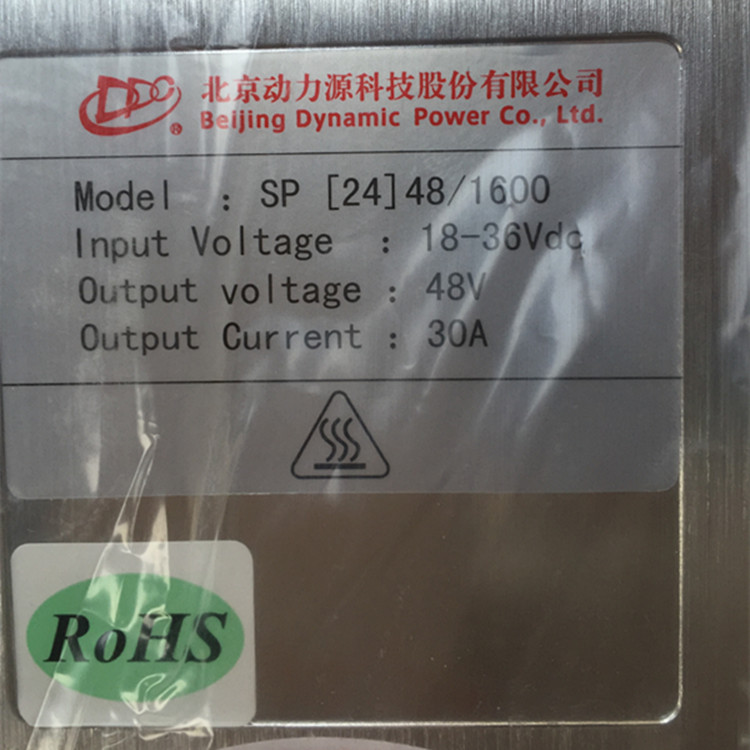 DPC 北京动力源科技股份有限公司
® Beijing Dynamic Power Co., Ltd.
Model : SP [24]48/1600
Input Voltage : 18-36Vdc
Output voltage : 48V
Output Current : 30A
RoHS